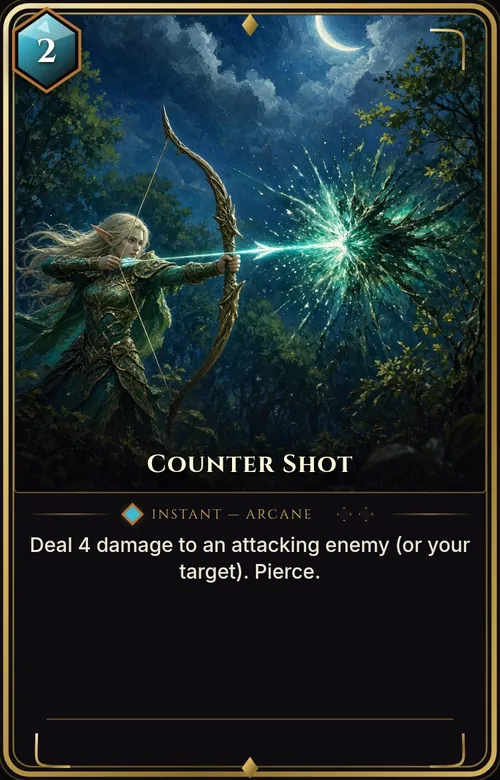 2
Counter Shot
INSTANT — ARCANE
Deal 4 damage to an attacking enemy (or your
target). Pierce.